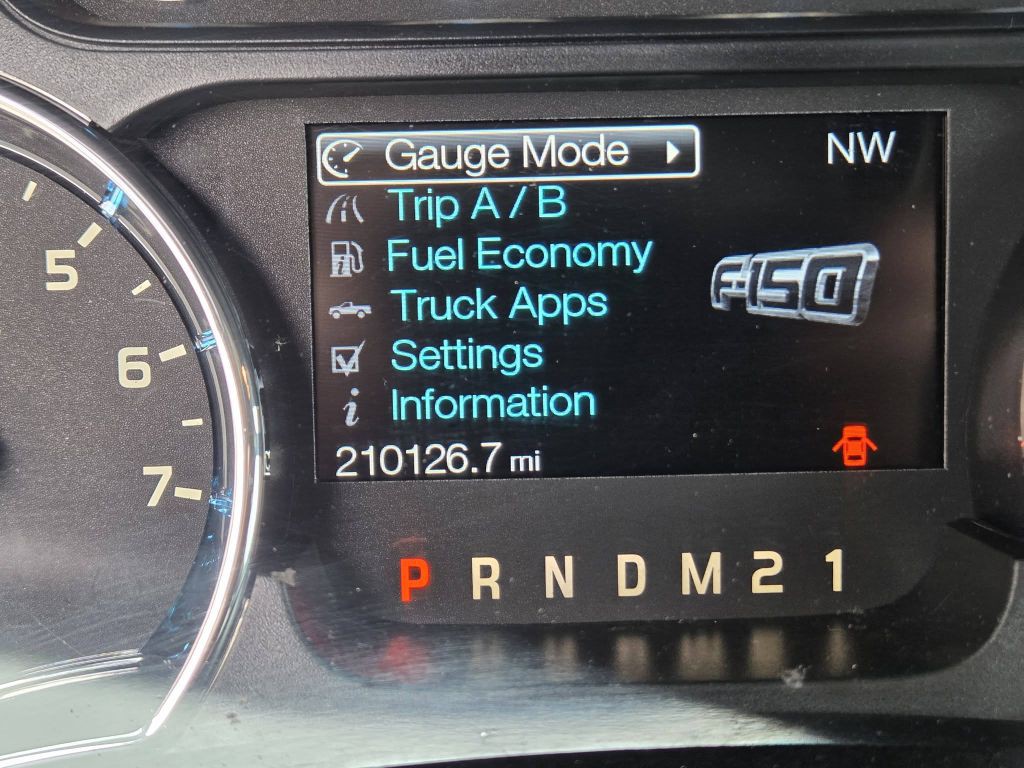 Gauge Mode
NW
Trip A / B
Fuel Economy
F-150
Truck Apps
Settings
Information
210126.7 mi
5
6
7
P R N D M 2 1